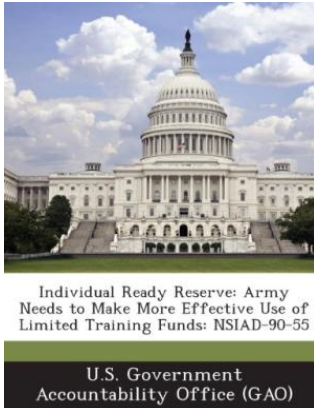 Individual Ready Reserve: Army
Needs to Make More Effective Use of
Limited Training Funds: NSIAD-90-55
U.S. Government
Accountability Office (GAO)